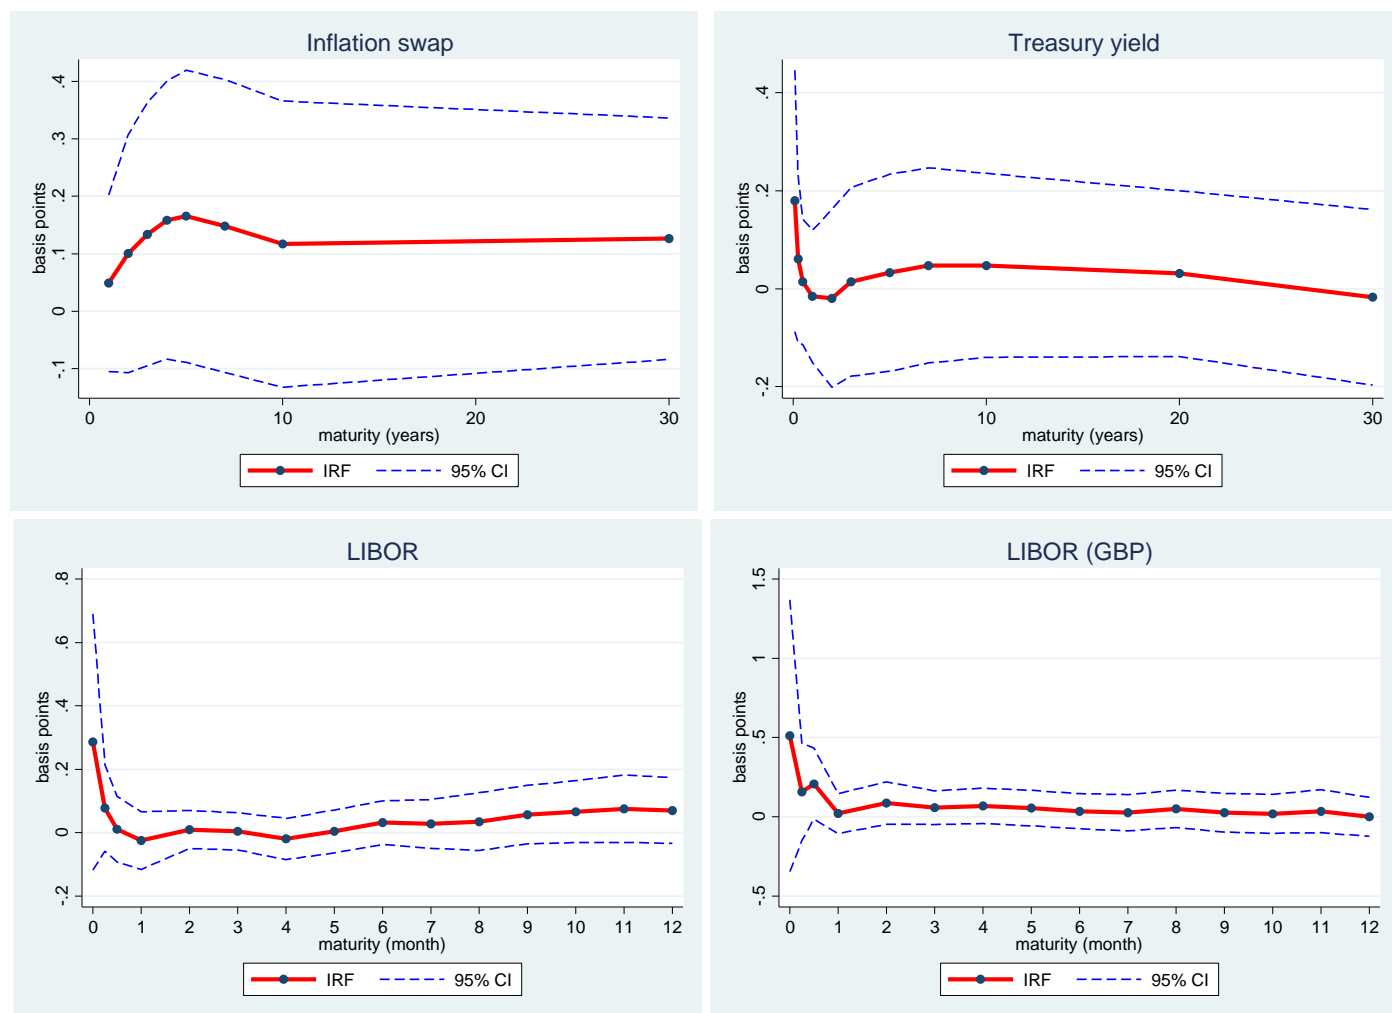 Inflation swap
basis points
.4
.3
.2
.1
0
-.1
0 10 20 30
maturity (years)
IRF 95% CI
Treasury yield
basis points
.4
.2
0
-.2
0 10 20 30
maturity (years)
IRF 95% CI
LIBOR
basis points
.8
.6
.4
.2
0
-.2
0 1 2 3 4 5 6 7 8 9 10 11 12
maturity (month)
IRF 95% CI
LIBOR (GBP)
basis points
1.5
1
.5
0
-.5
0 1 2 3 4 5 6 7 8 9 10 11 12
maturity (month)
IRF 95% CI